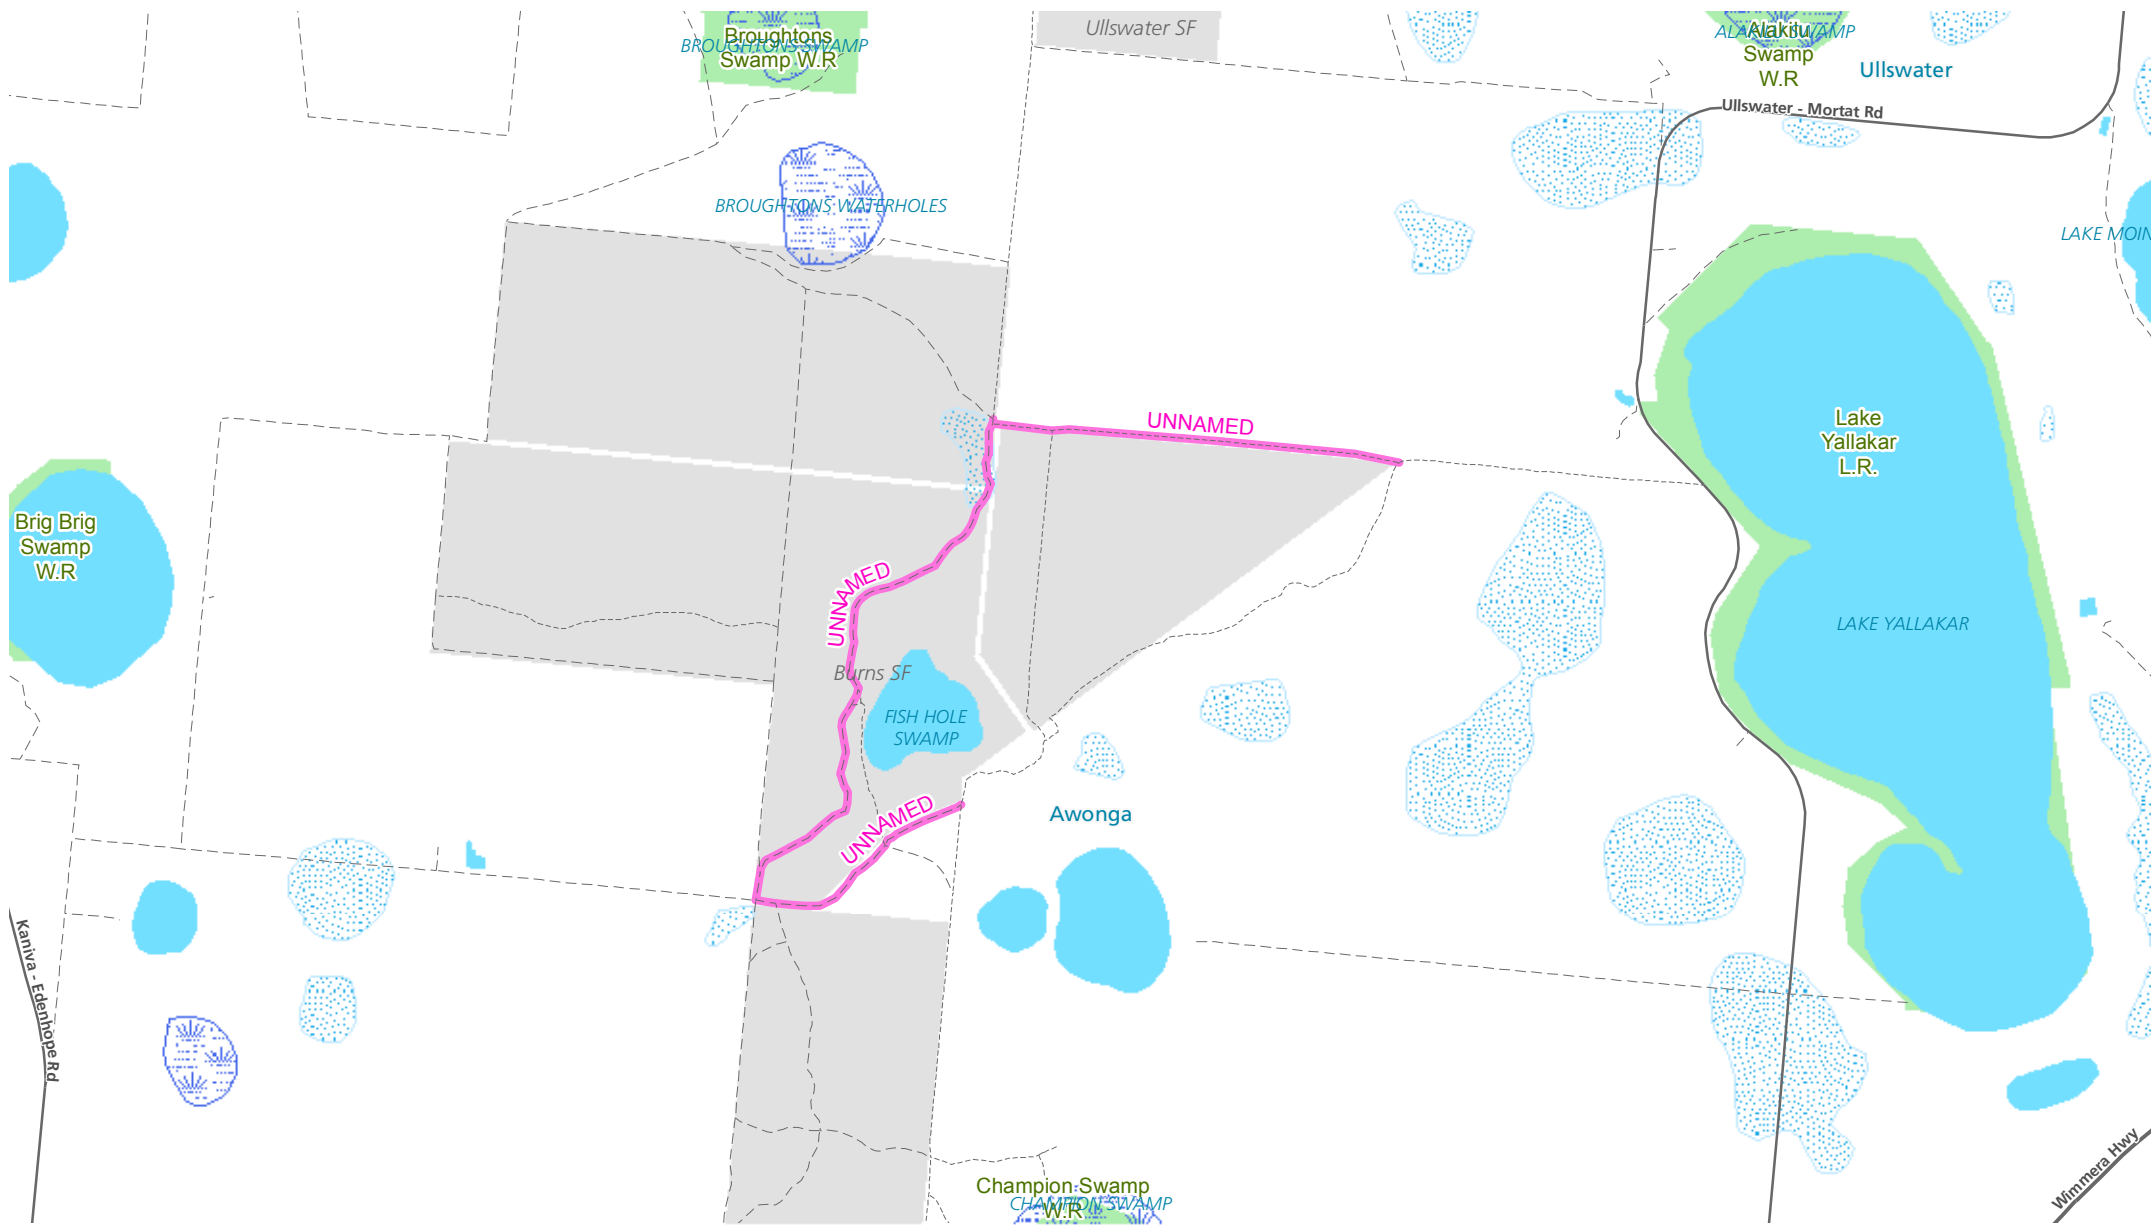 Ullswater SF
Broughtons
Swamp W.R
BROUGHTONS SWAMP
Alakitu
Swamp
W.R
ALAKITU SWAMP
Ullswater
Ullswater - Mortat Rd
BROUGHTONS WATERHOLES
LAKE MOIN
UNNAMED
Lake
Yallakar
L.R.
Brig Brig
Swamp
W.R
UNNAMED
LAKE YALLAKAR
Burns SF
FISH HOLE
SWAMP
UNNAMED
Awonga
Kaniva - Edenhope Rd
Wimmera Hwy
Champion Swamp
W.R
CHAMPION SWAMP